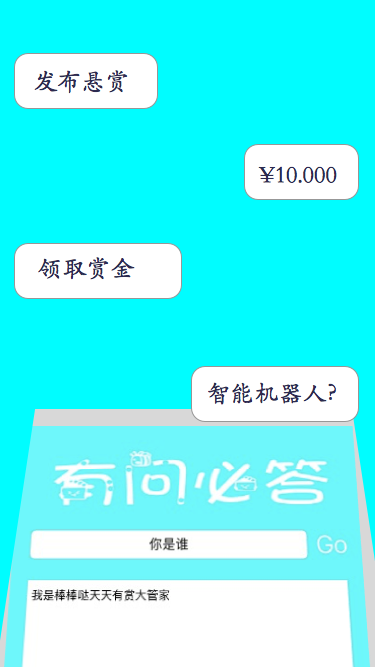 发布悬赏
¥10.000
领取赏金
智能机器人?
有问必答
你是谁
Go
我是棒棒哒天天有赏大管家